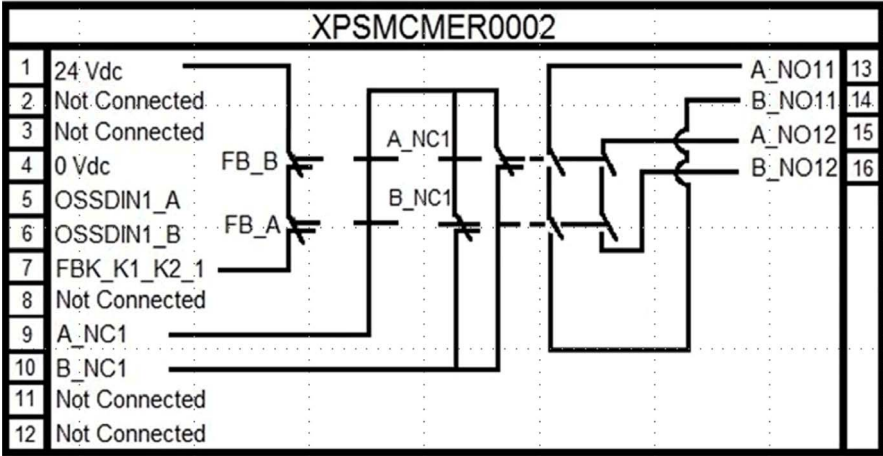 XPSMCMER0002
1 24 Vdc A_NO11 13
2 Not Connected B_NO11 14
3 Not Connected A_NC1 A_NO12 15
4 0 Vdc FB_B B_NO12 16
5 OSSDIN1_A B_NC1
6 OSSDIN1_B FB_A
7 FBK_K1_K2_1
8 Not Connected
9 A_NC1
10 B_NC1
11 Not Connected
12 Not Connected